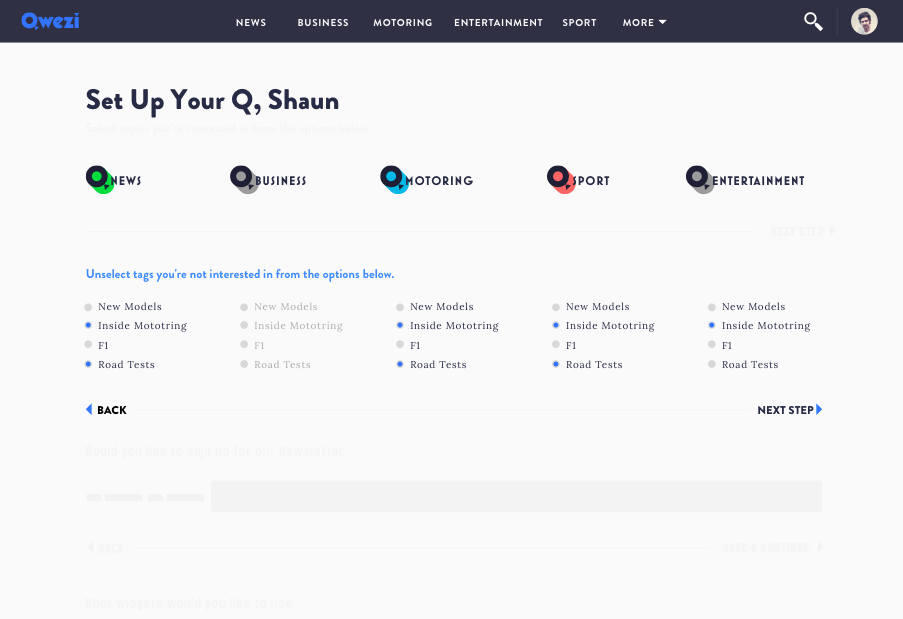 Qwezi NEWS BUSINESS MOTORING ENTERTAINMENT SPORT MORE
Set Up Your Q, Shaun
Select topics you're interested in from the options below.
NEWS BUSINESS MOTORING SPORT ENTERTAINMENT
NEXT STEP
Unselect tags you're not interested in from the options below.
New Models New Models New Models New Models New Models
Inside Mototring Inside Mototring Inside Mototring Inside Mototring Inside Mototring
F1 F1 F1 F1 F1
Road Tests Road Tests Road Tests Road Tests Road Tests
BACK NEXT STEP
Would you like to sign up for our Newsletter
BACK SAVE & CONTINUE
What widgets would you like to use